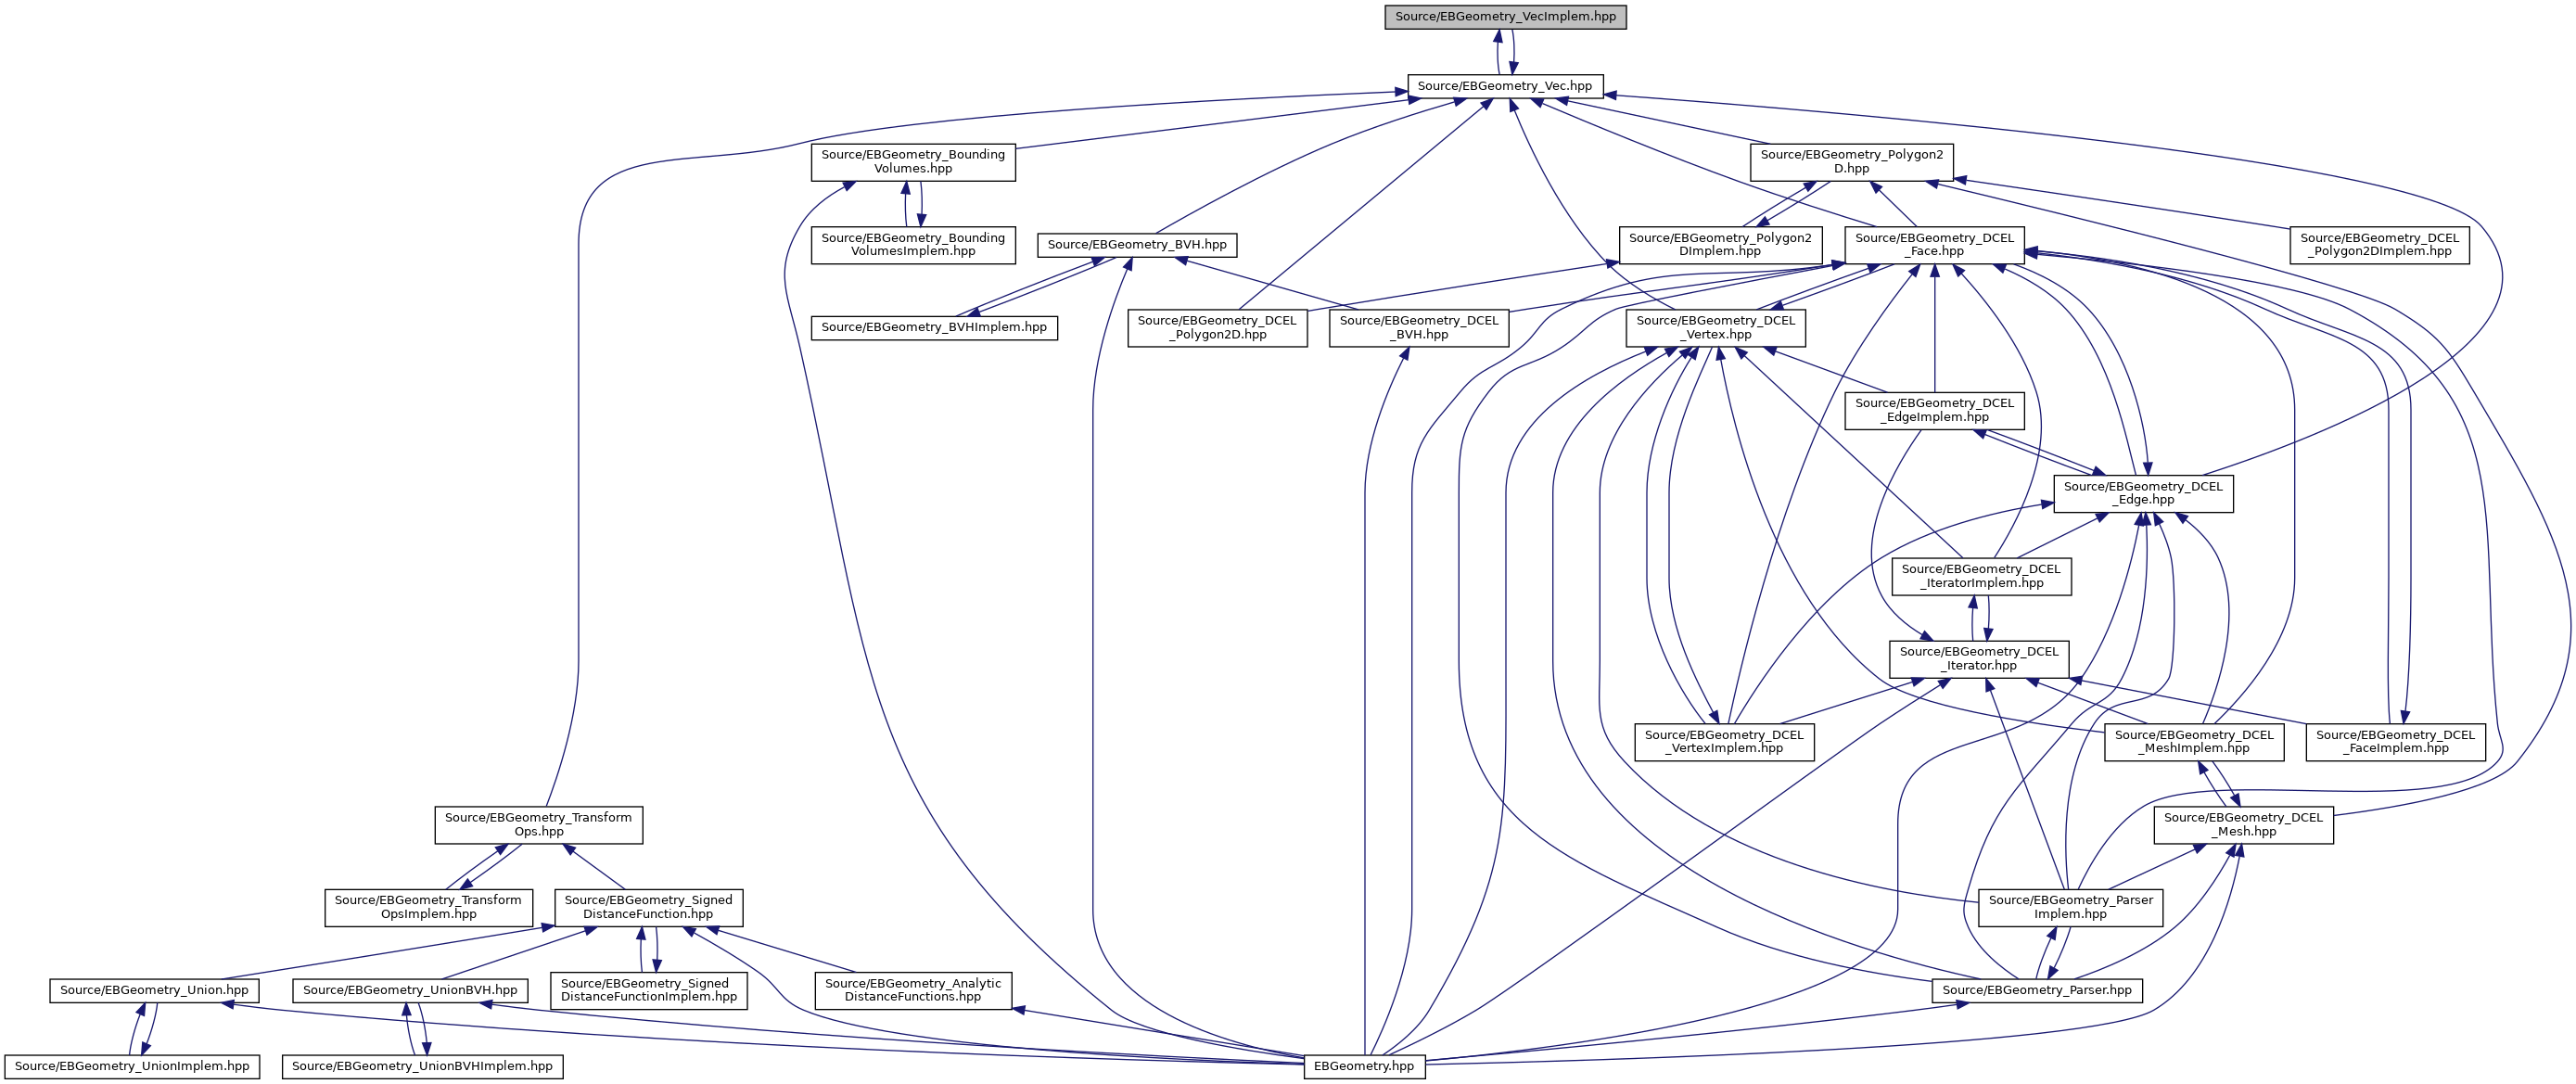 Source/EBGeometry_VecImplem.hpp
Source/EBGeometry_Vec.hpp
Source/EBGeometry_Bounding
Volumes.hpp
Source/EBGeometry_Polygon2
D.hpp
Source/EBGeometry_Bounding
VolumesImplem.hpp
Source/EBGeometry_BVH.hpp
Source/EBGeometry_Polygon2
DImplem.hpp
Source/EBGeometry_DCEL
_Face.hpp
Source/EBGeometry_DCEL
_Polygon2DImplem.hpp
Source/EBGeometry_BVHImplem.hpp
Source/EBGeometry_DCEL
_Polygon2D.hpp
Source/EBGeometry_DCEL
_BVH.hpp
Source/EBGeometry_DCEL
_Vertex.hpp
Source/EBGeometry_DCEL
_EdgeImplem.hpp
Source/EBGeometry_DCEL
_Edge.hpp
Source/EBGeometry_DCEL
_IteratorImplem.hpp
Source/EBGeometry_DCEL
_Iterator.hpp
Source/EBGeometry_DCEL
_VertexImplem.hpp
Source/EBGeometry_DCEL
_MeshImplem.hpp
Source/EBGeometry_DCEL
_FaceImplem.hpp
Source/EBGeometry_Transform
Ops.hpp
Source/EBGeometry_DCEL
_Mesh.hpp
Source/EBGeometry_Transform
OpsImplem.hpp
Source/EBGeometry_Signed
DistanceFunction.hpp
Source/EBGeometry_Parser
Implem.hpp
Source/EBGeometry_Union.hpp
Source/EBGeometry_UnionBVH.hpp
Source/EBGeometry_Signed
DistanceFunctionImplem.hpp
Source/EBGeometry_Analytic
DistanceFunctions.hpp
Source/EBGeometry_Parser.hpp
Source/EBGeometry_UnionImplem.hpp
Source/EBGeometry_UnionBVHImplem.hpp
EBGeometry.hpp